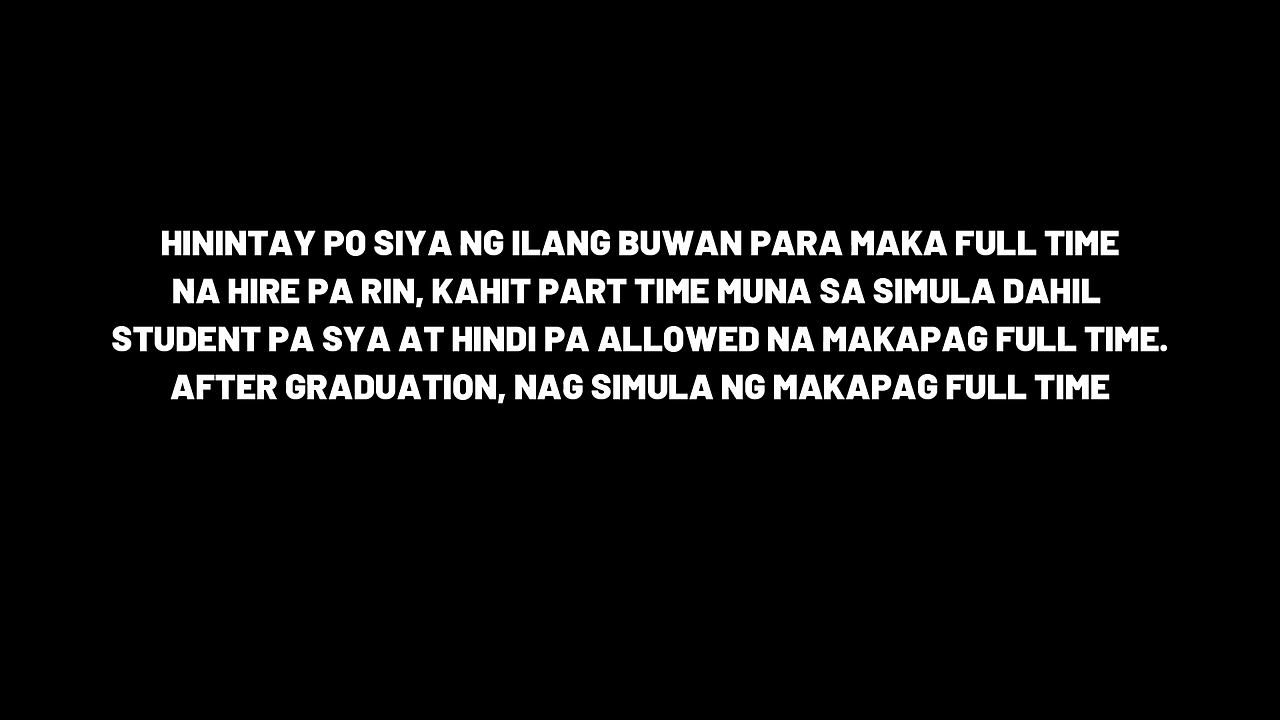 HININTAY PO SIYA NG ILANG BUWAN PARA MAKA FULL TIME
NA HIRE PA RIN, KAHIT PART TIME MUNA SA SIMULA DAHIL
STUDENT PA SYA AT HINDI PA ALLOWED NA MAKAPAG FULL TIME.
AFTER GRADUATION, NAG SIMULA NG MAKAPAG FULL TIME